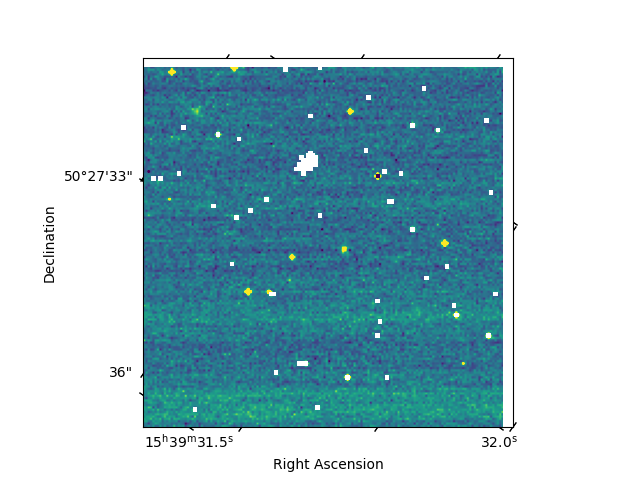 50°27'33"
Declination
36"
15ʰ39ᵐ31.5ˢ
32.0ˢ
Right Ascension